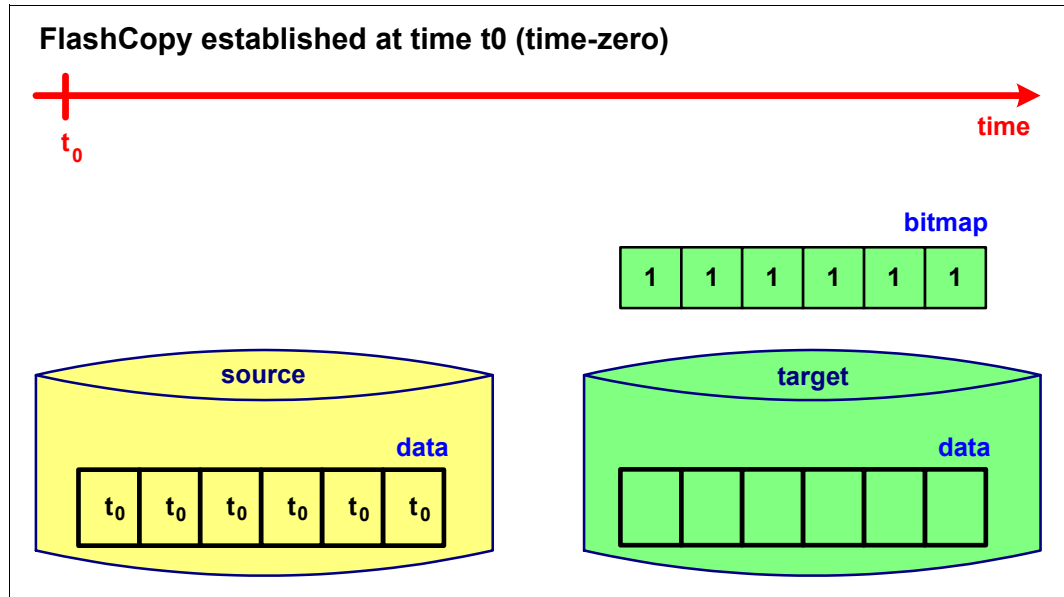 FlashCopy established at time t0 (time-zero)
time
t0
bitmap
1 1 1 1 1 1
source
target
data
data
t0 t0 t0 t0 t0 t0